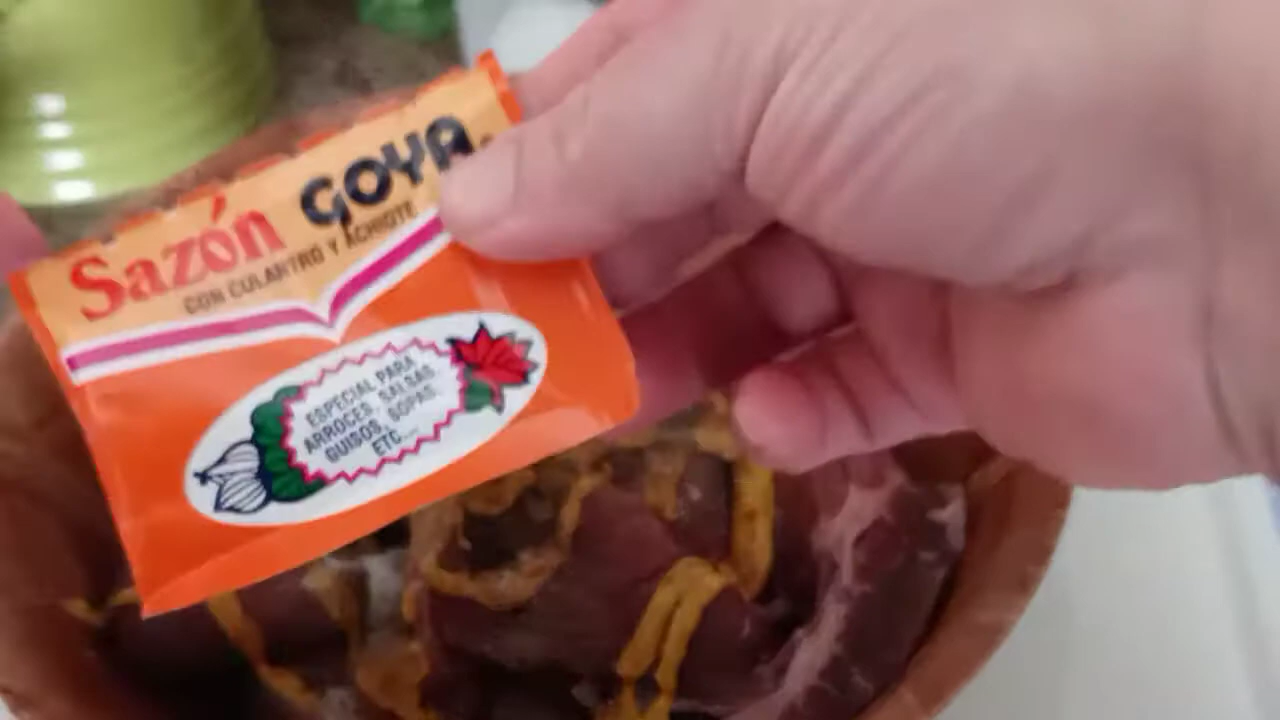 Sazón GOYA
CON CULANTRO Y ACHIOTE
ESPECIAL PARA
ARROCES, SALSAS
GUISOS, SOPAS,
ETC...